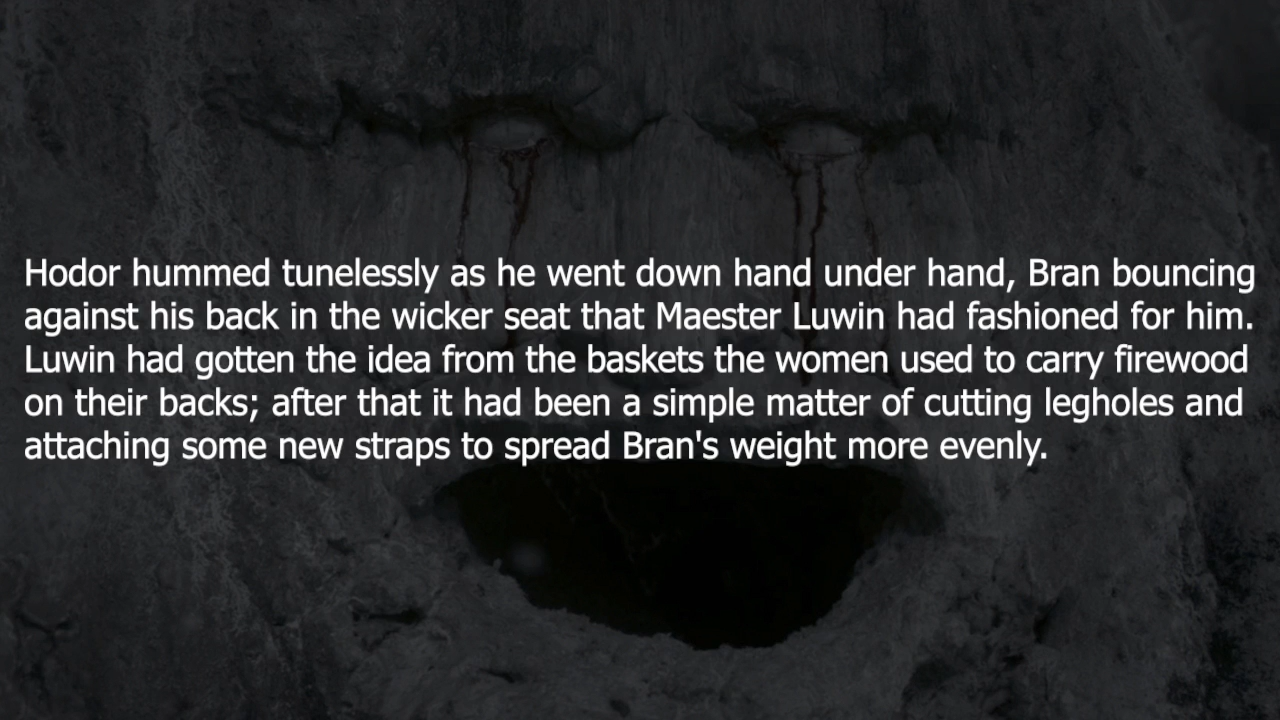 Hodor hummed tunelessly as he went down hand under hand, Bran bouncing
against his back in the wicker seat that Maester Luwin had fashioned for him.
Luwin had gotten the idea from the baskets the women used to carry firewood
on their backs; after that it had been a simple matter of cutting legholes and
attaching some new straps to spread Bran's weight more evenly.